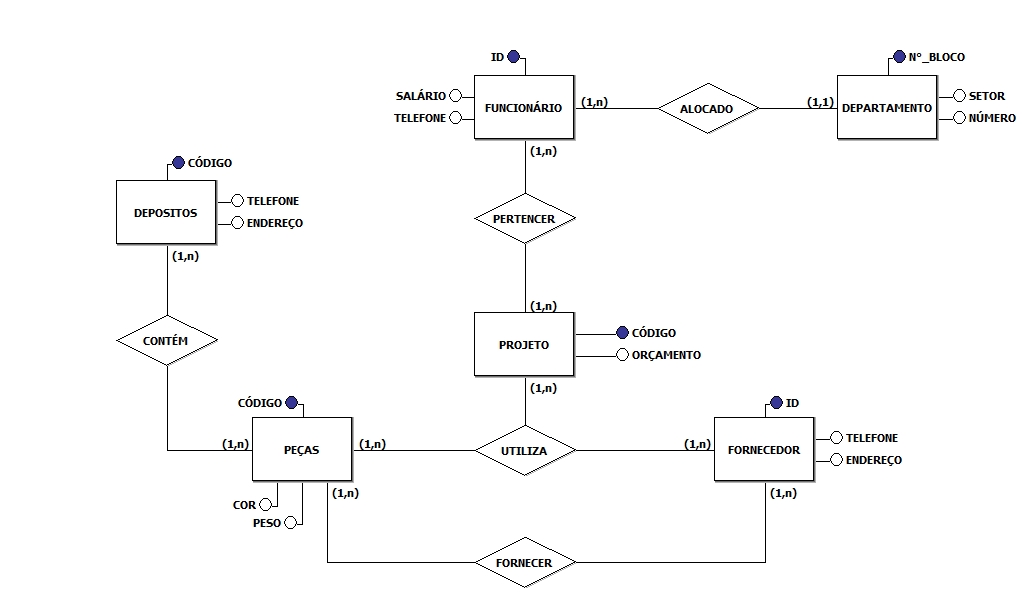 ID
N°_BLOCO
SALÁRIO
FUNCIONÁRIO
(1,n)
ALOCADO
(1,1)
DEPARTAMENTO
SETOR
TELEFONE
NÚMERO
(1,n)
CÓDIGO
DEPOSITOS
TELEFONE
ENDEREÇO
PERTENCER
(1,n)
(1,n)
CONTÉM
PROJETO
CÓDIGO
ORÇAMENTO
(1,n)
CÓDIGO
ID
(1,n)
PEÇAS
(1,n)
UTILIZA
(1,n)
FORNECEDOR
TELEFONE
ENDEREÇO
(1,n)
(1,n)
COR
PESO
FORNECER